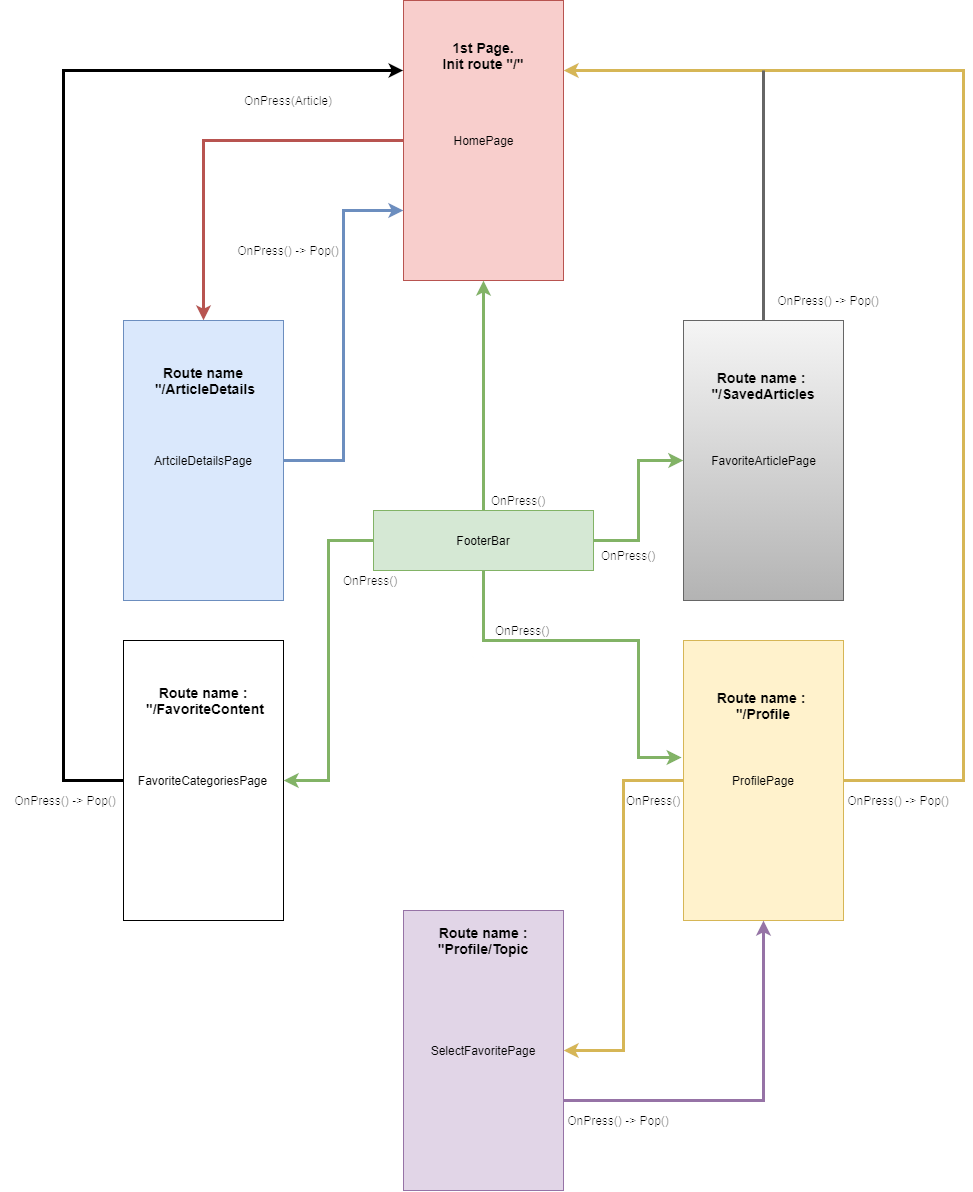 1st Page.
Init route "/"
OnPress(Article)
HomePage
OnPress() -> Pop()
OnPress() -> Pop()
Route name
"/ArticleDetails
Route name :
"/SavedArticles
ArtcileDetailsPage
FavoriteArticlePage
OnPress()
FooterBar
OnPress()
OnPress()
OnPress()
Route name :
"/FavoriteContent
Route name :
"/Profile
FavoriteCategoriesPage
ProfilePage
OnPress() -> Pop()
OnPress()
OnPress() -> Pop()
Route name :
"Profile/Topic
SelectFavoritePage
OnPress() -> Pop()